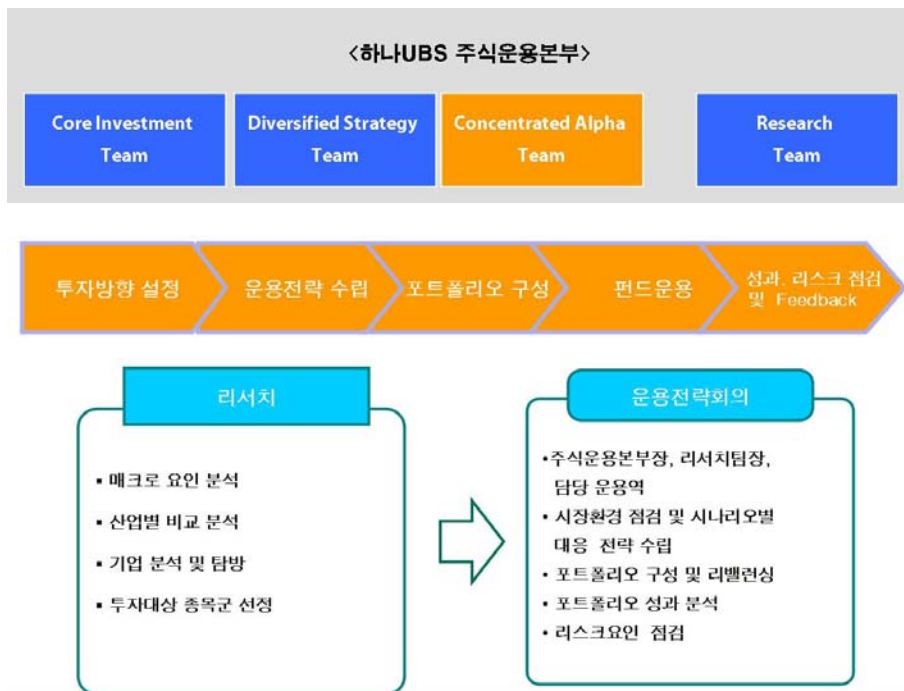 <하나UBS 주식운용본부>
Core Investment
Team
Diversified Strategy
Team
Concentrated Alpha
Team
Research
Team
투자방향 설정
운용전략 수립
포트폴리오 구성
펀드운용
성과, 리스크 점검
및 Feedback
리서치
▪ 매크로 요인 분석
▪ 산업별 비교 분석
▪ 기업 분석 및 탐방
▪ 투자대상 종목군 선정
운용전략회의
•주식운용본부장, 리서치팀장,
담당 운용역
• 시장환경 점검 및 시나리오별
대응 전략 수립
• 포트폴리오 구성 및 리밸런싱
• 포트폴리오 성과 분석
• 리스크요인 점검